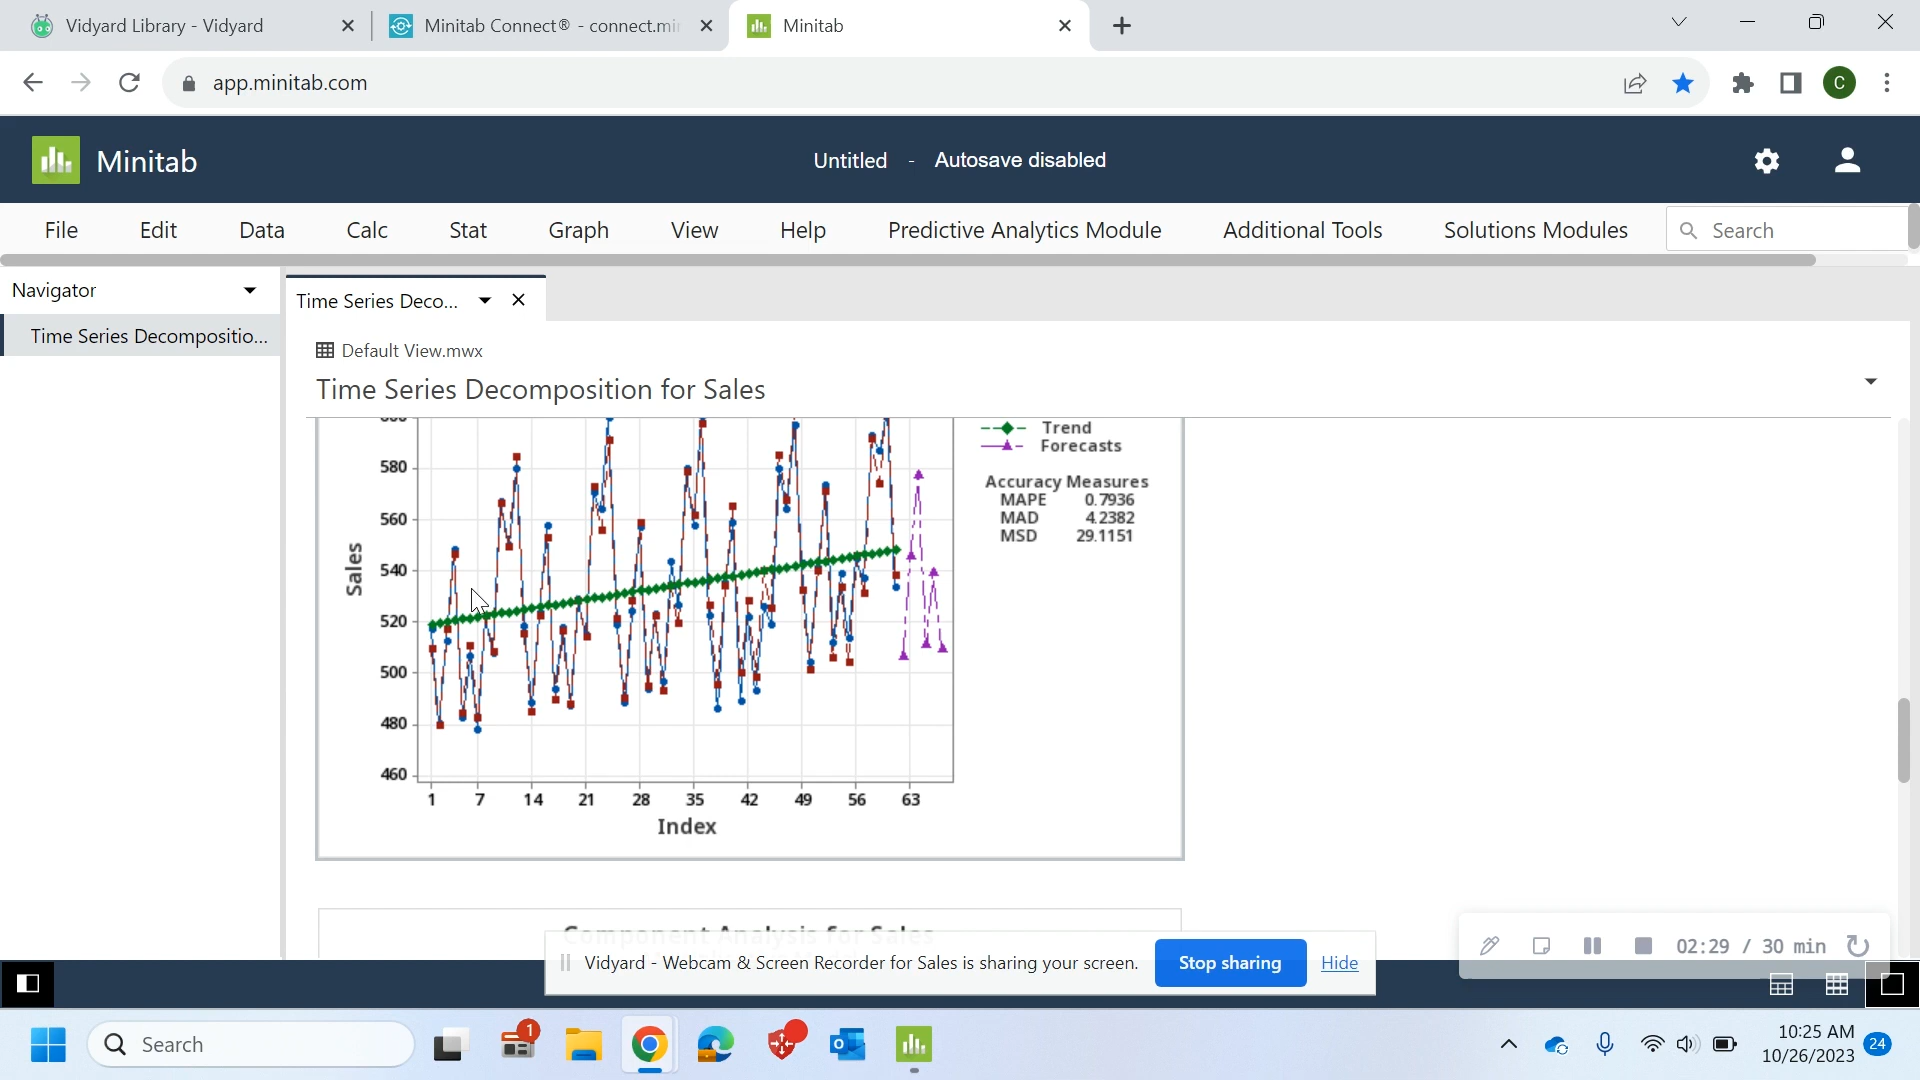 Vidyard Library - Vidyard
Minitab Connect® - connect.mi
Minitab
app.minitab.com
C
Minitab
Untitled - Autosave disabled
File Edit Data Calc Stat Graph View Help Predictive Analytics Module Additional Tools Solutions Modules Search
Navigator
Time Series Deco...
Time Series Decompositio...
Default View.mwx
Time Series Decomposition for Sales
Trend
Forecasts
580
Accuracy Measures
MAPE 0.7936
MAD 4.2382
MSD 29.1151
560
540
520
500
480
460
Sales
1 7 14 21 28 35 42 49 56 63
Index
Component Analysis for Sales
Vidyard - Webcam & Screen Recorder for Sales is sharing your screen.
Stop sharing
Hide
02:29 / 30 min
Search
1
10:25 AM
10/26/2023
24